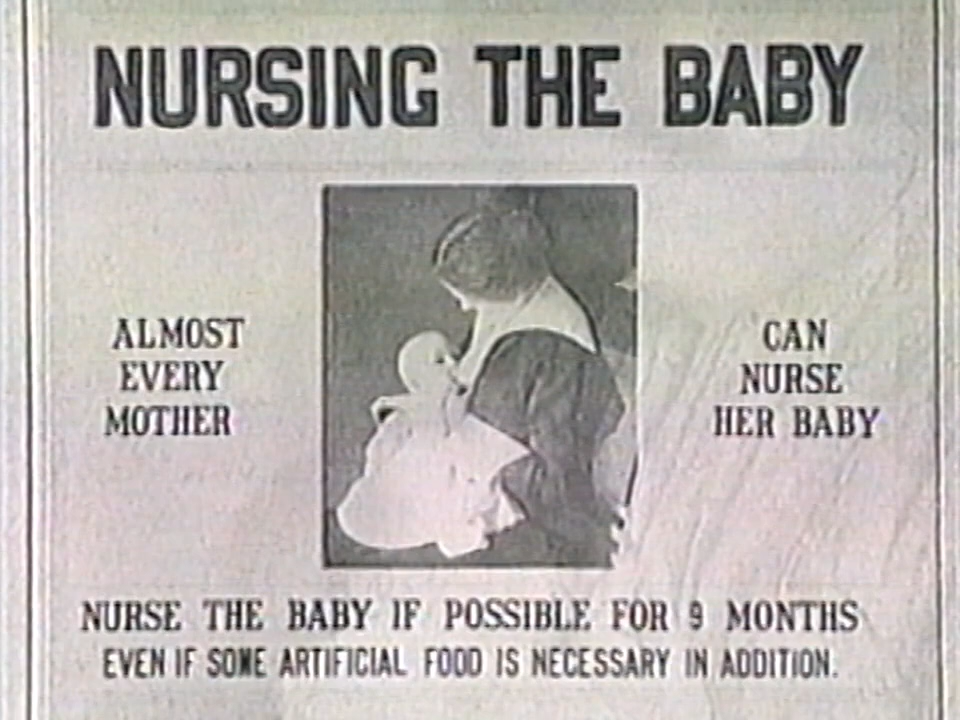 NURSING THE BABY
ALMOST
EVERY
MOTHER
CAN
NURSE
HER BABY
NURSE THE BABY IF POSSIBLE FOR 9 MONTHS
EVEN IF SOME ARTIFICIAL FOOD IS NECESSARY IN ADDITION.